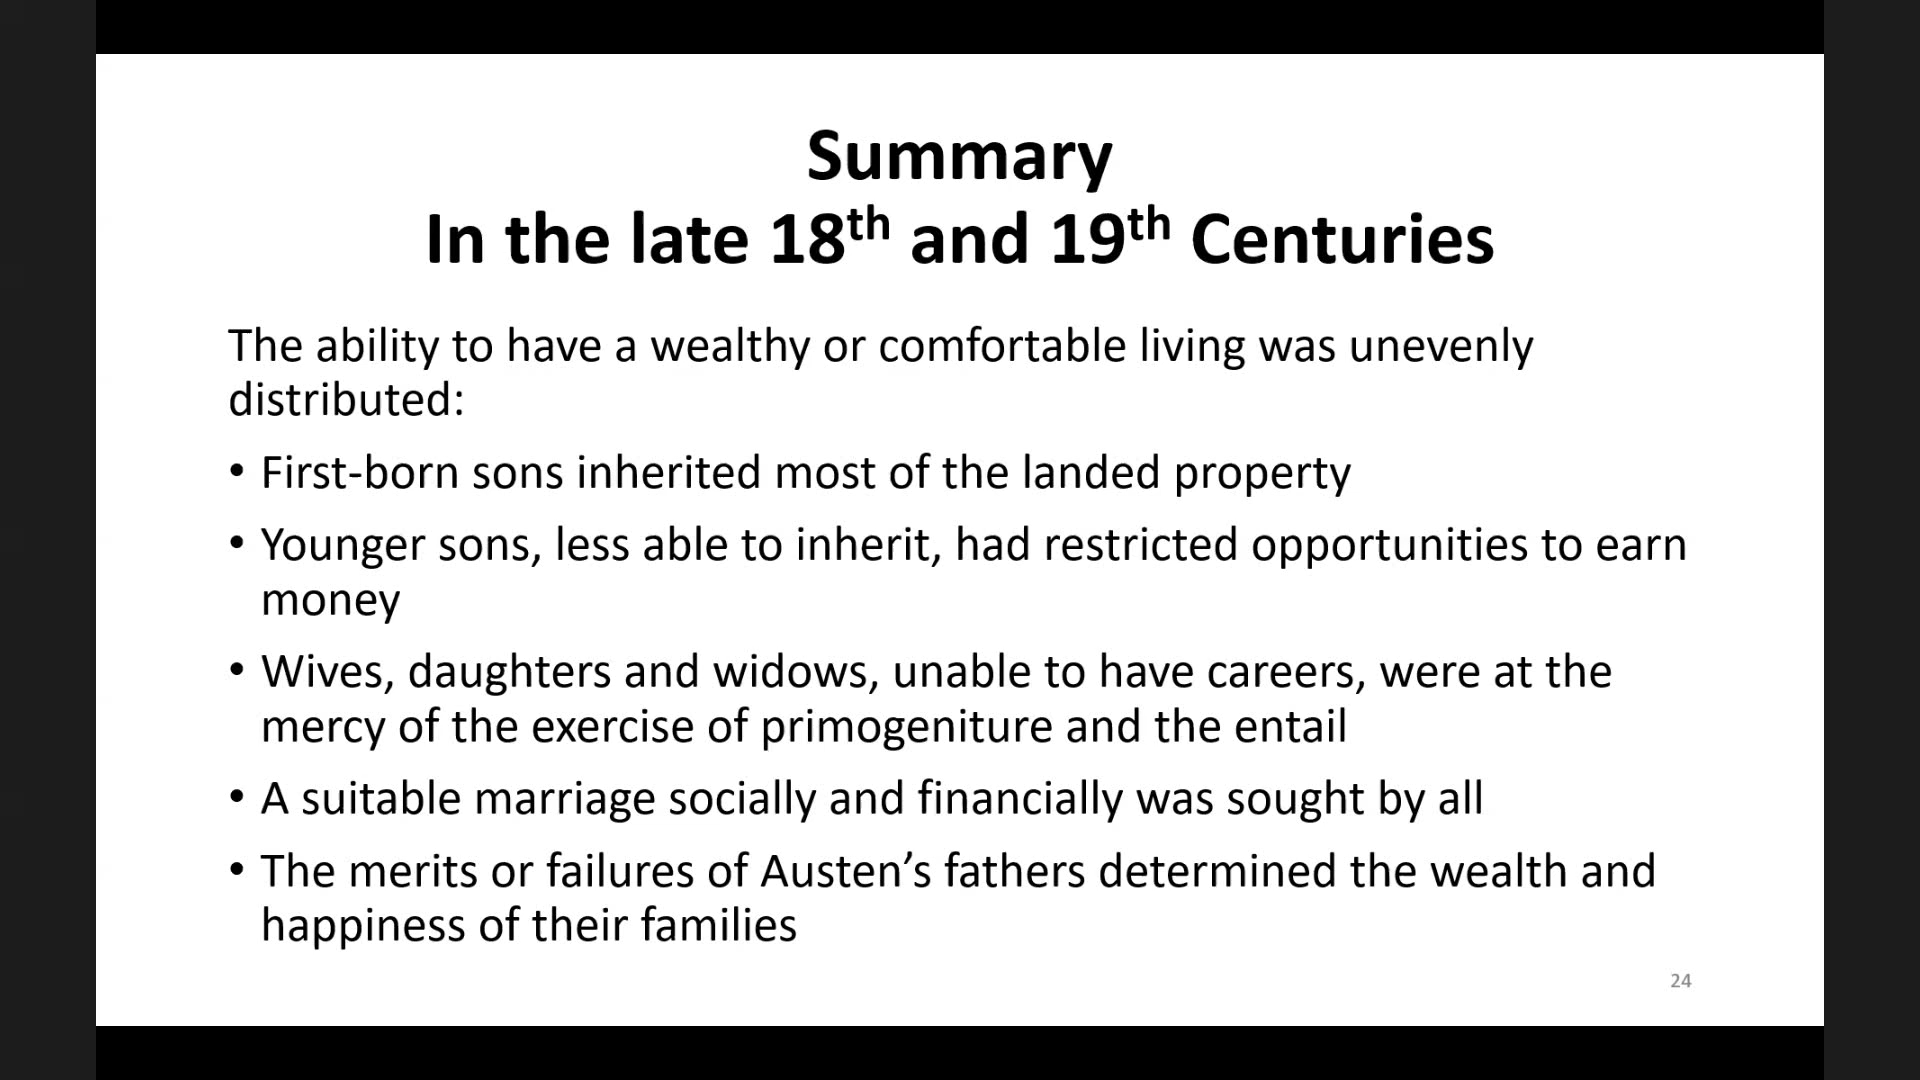 Summary
In the late 18th and 19th Centuries
The ability to have a wealthy or comfortable living was unevenly
distributed:
• First-born sons inherited most of the landed property
• Younger sons, less able to inherit, had restricted opportunities to earn
money
• Wives, daughters and widows, unable to have careers, were at the
mercy of the exercise of primogeniture and the entail
• A suitable marriage socially and financially was sought by all
• The merits or failures of Austen’s fathers determined the wealth and
happiness of their families
24